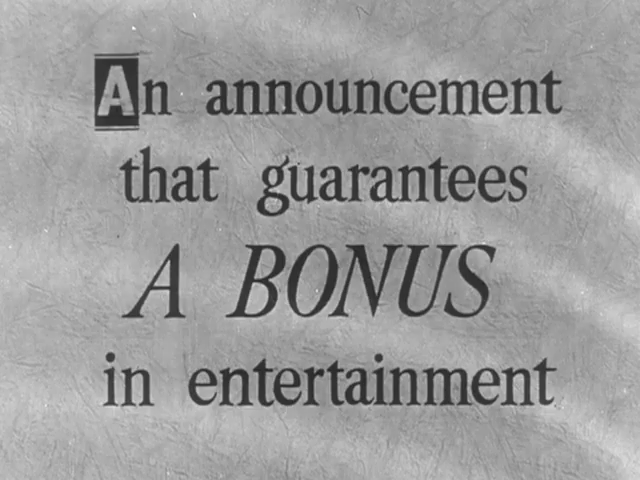 An announcement
that guarantees
A BONUS
in entertainment